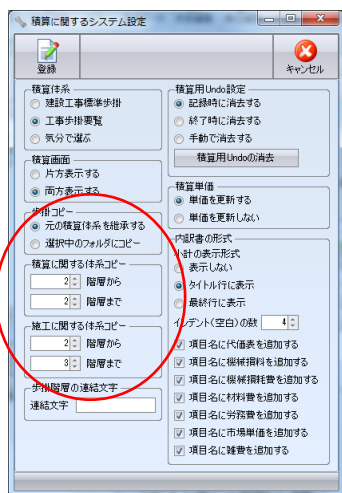 積算に関するシステム設定
登録
キャンセル
積算体系
建設工事標準歩掛
工事歩掛要覧
気分で選ぶ
積算画面
片方表示する
両方表示する
歩掛コピー
元の積算体系を継承する
選択中のフォルダにコピー
積算に関する体系コピー
2 階層から
2 階層まで
施工に関する体系コピー
2 階層から
3 階層まで
歩掛階層の連結文字
連結文字
積算用Undo設定
記録時に消去する
終了時に消去する
手動で消去する
積算用Undoの消去
積算単価
単価を更新する
単価を更新しない
内訳書の形式
小計の表示形式
表示しない
タイトル行に表示
最終行に表示
インデント(空白)の数 4
項目名に代価表を追加する
項目名に機械損料を追加する
項目名に機械損耗費を追加する
項目名に材料費を追加する
項目名に労務費を追加する
項目名に市場単価を追加する
項目名に雑費を追加する